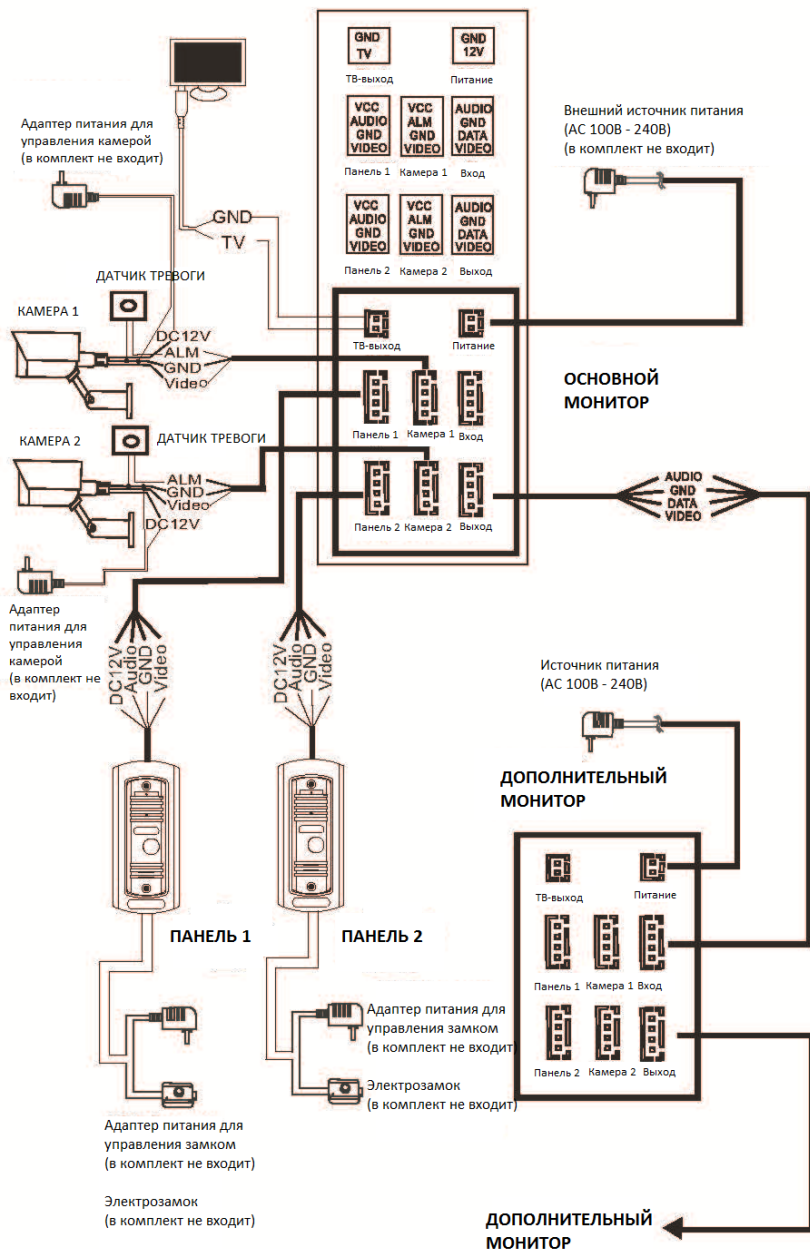 GND
TV
ТВ-выход
GND
12V
Питание
VCC
AUDIO
GND
VIDEO
Панель 1
VCC
ALM
GND
VIDEO
Камера 1
AUDIO
GND
DATA
VIDEO
Вход
VCC
AUDIO
GND
VIDEO
Панель 2
VCC
ALM
GND
VIDEO
Камера 2
AUDIO
GND
DATA
VIDEO
Выход
Адаптер питания для
управления камерой
(в комплект не входит)
Внешний источник питания
(AC 100В - 240В)
(в комплект не входит)
GND
TV
ДАТЧИК ТРЕВОГИ
КАМЕРА 1
DC12V
ALM
GND
Video
ТВ-выход
Питание
Панель 1
Камера 1
Вход
Панель 2
Камера 2
Выход
ОСНОВНОЙ
МОНИТОР
КАМЕРА 2
ДАТЧИК ТРЕВОГИ
ALM
GND
Video
DC12V
AUDIO
GND
DATA
VIDEO
Адаптер
питания для
управления
камерой
(в комплект не
входит)
DC12V
Audio
GND
Video
DC12V
Audio
GND
Video
Источник питания
(AC 100В - 240В)
ДОПОЛНИТЕЛЬНЫЙ
МОНИТОР
ТВ-выход
Питание
Панель 1
Камера 1
Вход
Панель 2
Камера 2
Выход
ПАНЕЛЬ 1
ПАНЕЛЬ 2
Адаптер питания для
управления замком
(в комплект не входит)
Электрозамок
(в комплект не входит)
Адаптер питания для
управления замком
(в комплект не входит)
Электрозамок
(в комплект не входит)
ДОПОЛНИТЕЛЬНЫЙ
МОНИТОР